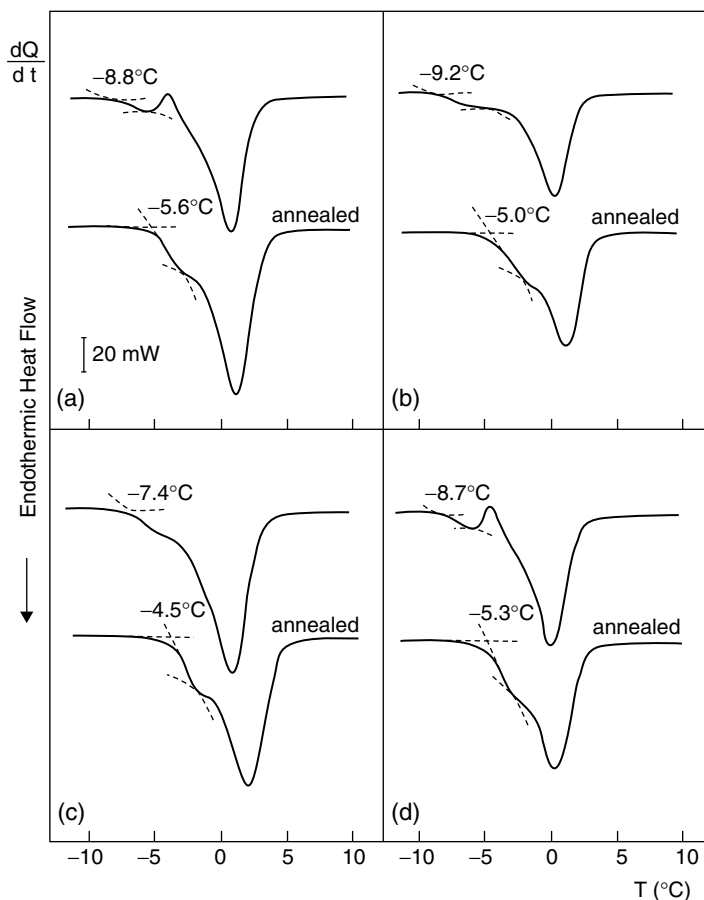 dQ
d t
Endothermic Heat Flow
−8.8°C
−5.6°C
annealed
20 mW
(a)
−9.2°C
−5.0°C
annealed
(b)
−7.4°C
−4.5°C
annealed
(c)
−8.7°C
−5.3°C
annealed
(d)
−10 −5 0 5 10 −10 −5 0 5 10
T (°C)